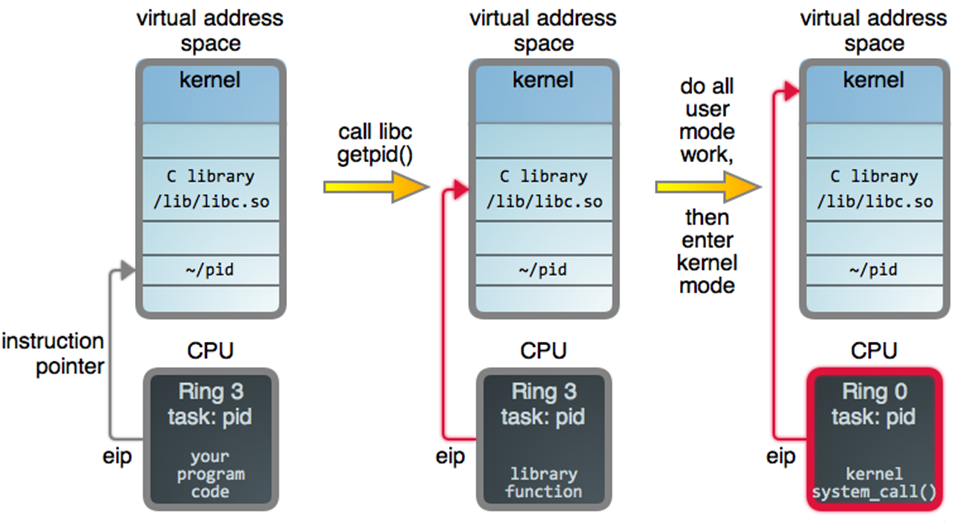 virtual address
space
kernel
C library
/lib/libc.so
~/pid
instruction
pointer
CPU
Ring 3
task: pid
your
program
code
eip
call libc
getpid()
virtual address
space
kernel
C library
/lib/libc.so
~/pid
CPU
Ring 3
task: pid
library
function
eip
do all
user
mode
work,
then
enter
kernel
mode
virtual address
space
kernel
C library
/lib/libc.so
~/pid
CPU
Ring 0
task: pid
kernel
system_call()
eip